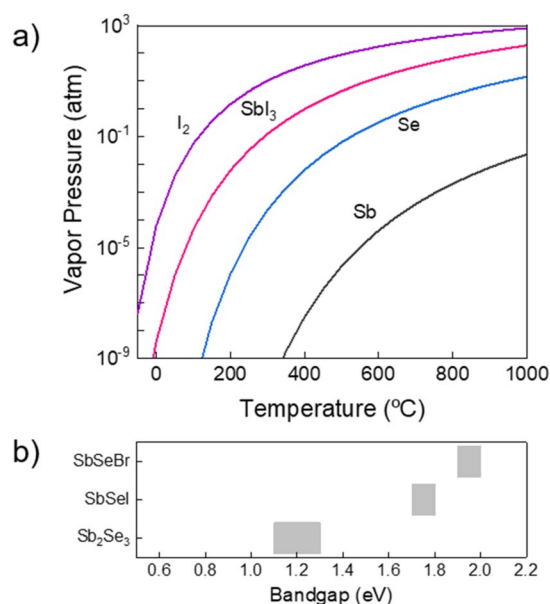 a)
Vapor Pressure (atm)
10³
10⁻¹
10⁻⁵
10⁻⁹
I₂
SbI₃
Se
Sb
0 200 400 600 800 1000
Temperature (ºC)
b)
SbSeBr
SbSeI
Sb₂Se₃
0.6 0.8 1.0 1.2 1.4 1.6 1.8 2.0 2.2
Bandgap (eV)